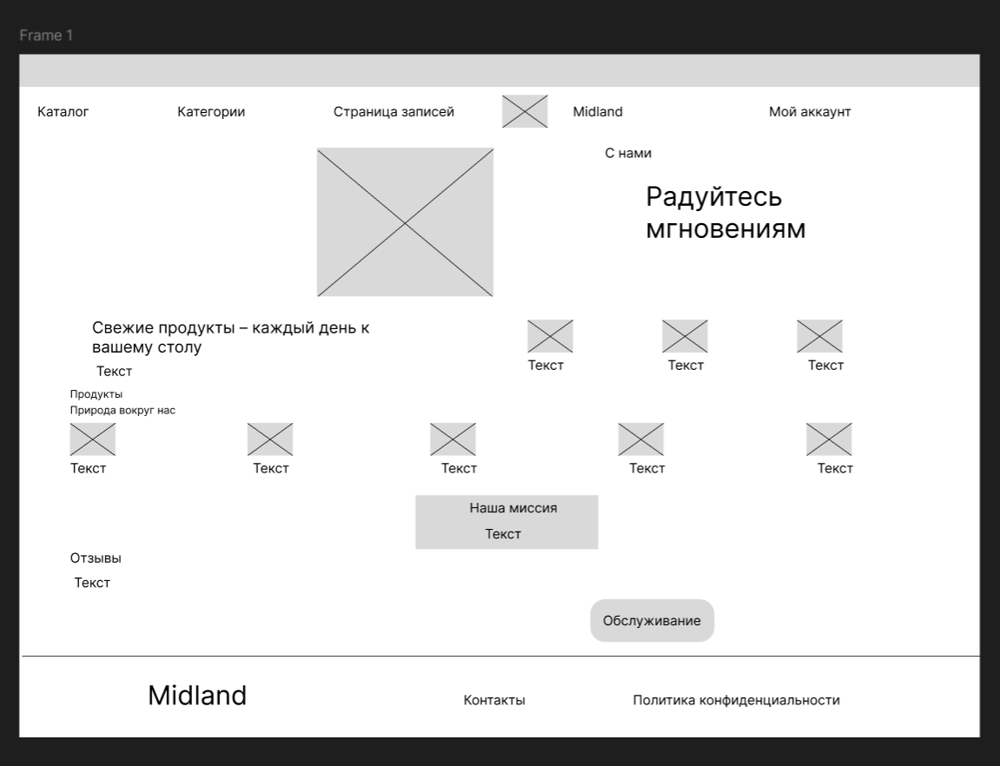 Frame 1
Каталог
Категории
Страница записей
Midland
Мой аккаунт
С нами
Радуйтесь
мгновениям
Свежие продукты – каждый день к
вашему столу
Текст
Текст
Текст
Текст
Продукты
Природа вокруг нас
Текст
Текст
Текст
Текст
Текст
Наша миссия
Текст
Отзывы
Текст
Обслуживание
Midland
Контакты
Политика конфиденциальности